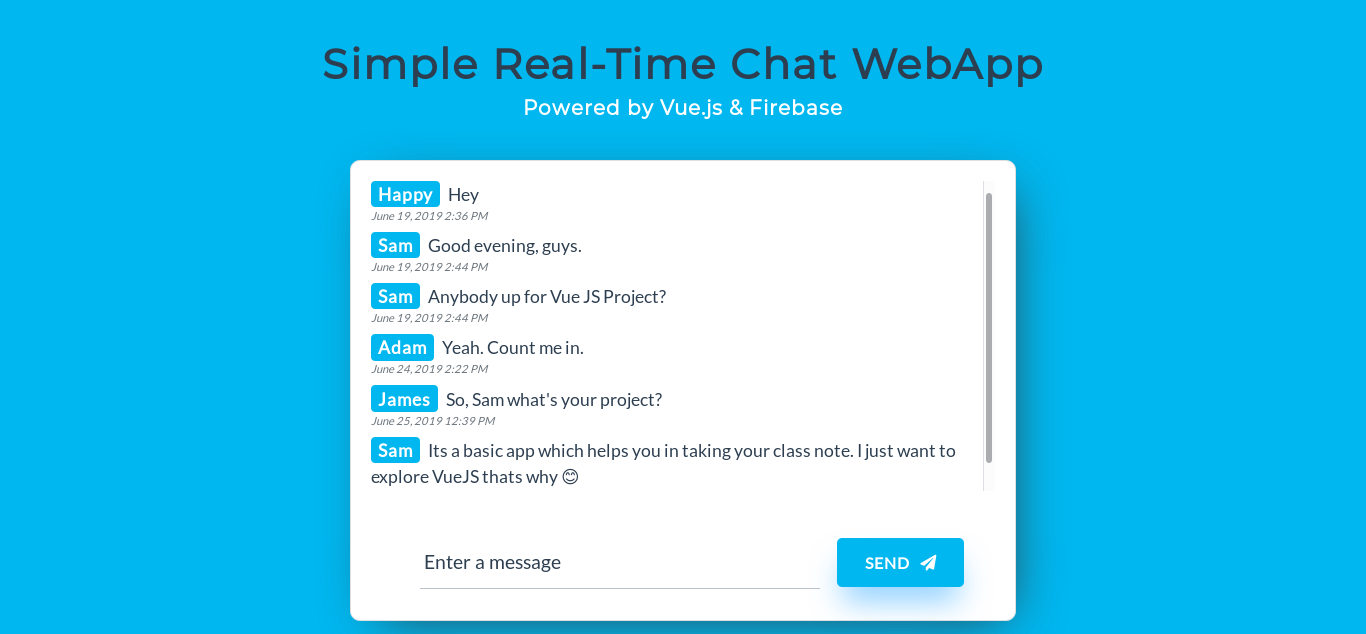 Simple Real-Time Chat WebApp
Powered by Vue.js & Firebase
Happy Hey
June 19, 2019 2:36 PM
Sam Good evening, guys.
June 19, 2019 2:44 PM
Sam Anybody up for Vue JS Project?
June 19, 2019 2:44 PM
Adam Yeah. Count me in.
June 24, 2019 2:22 PM
James So, Sam what's your project?
June 25, 2019 12:39 PM
Sam Its a basic app which helps you in taking your class note. I just want to
explore VueJS thats why 😊
Enter a message
SEND